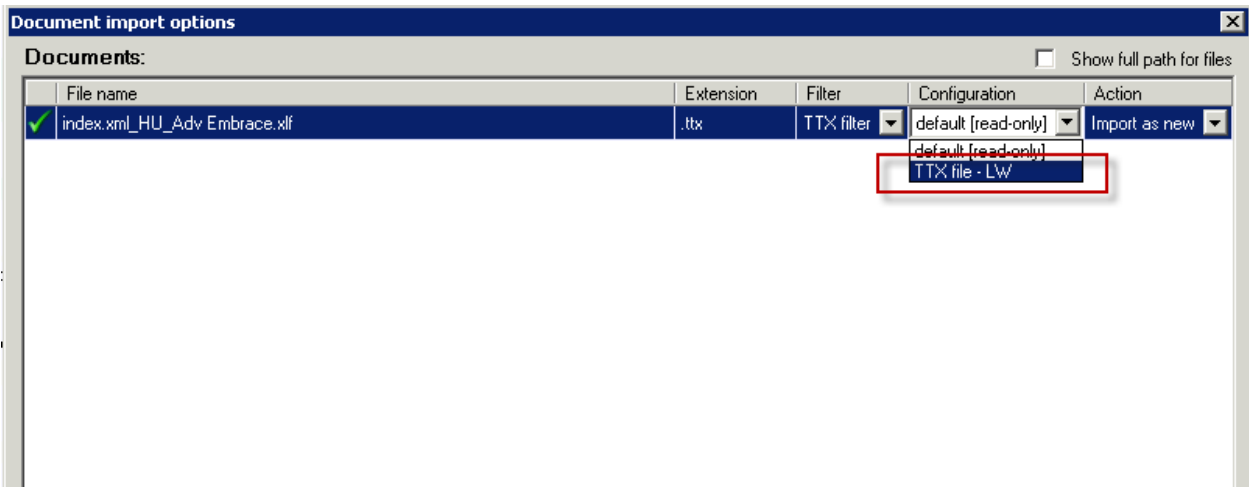 Document import options
Documents:
Show full path for files
File name Extension Filter Configuration Action
index.xml_HU_Adv Embrace.xlf .ttx TTX filter default [read-only] Import as new
default [read-only]
TTX file - LW